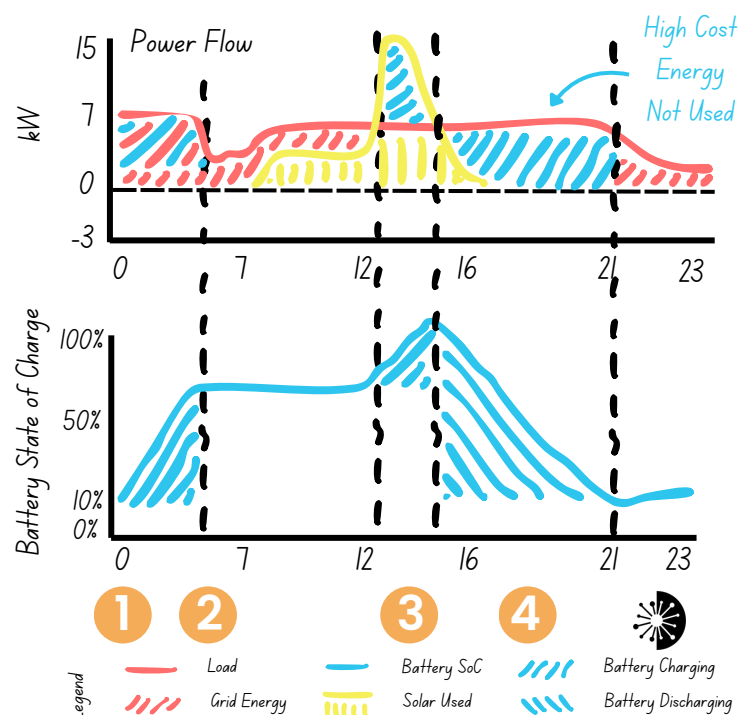 Power Flow
High Cost
Energy
Not Used
15
7
0
-3
kW
0 7 12 16 21 23
Battery State of Charge
100%
50%
10%
0%
0 7 12 16 21 23
1 2 3 4
Legend
Load
Battery SoC
Battery Charging
Grid Energy
Solar Used
Battery Discharging